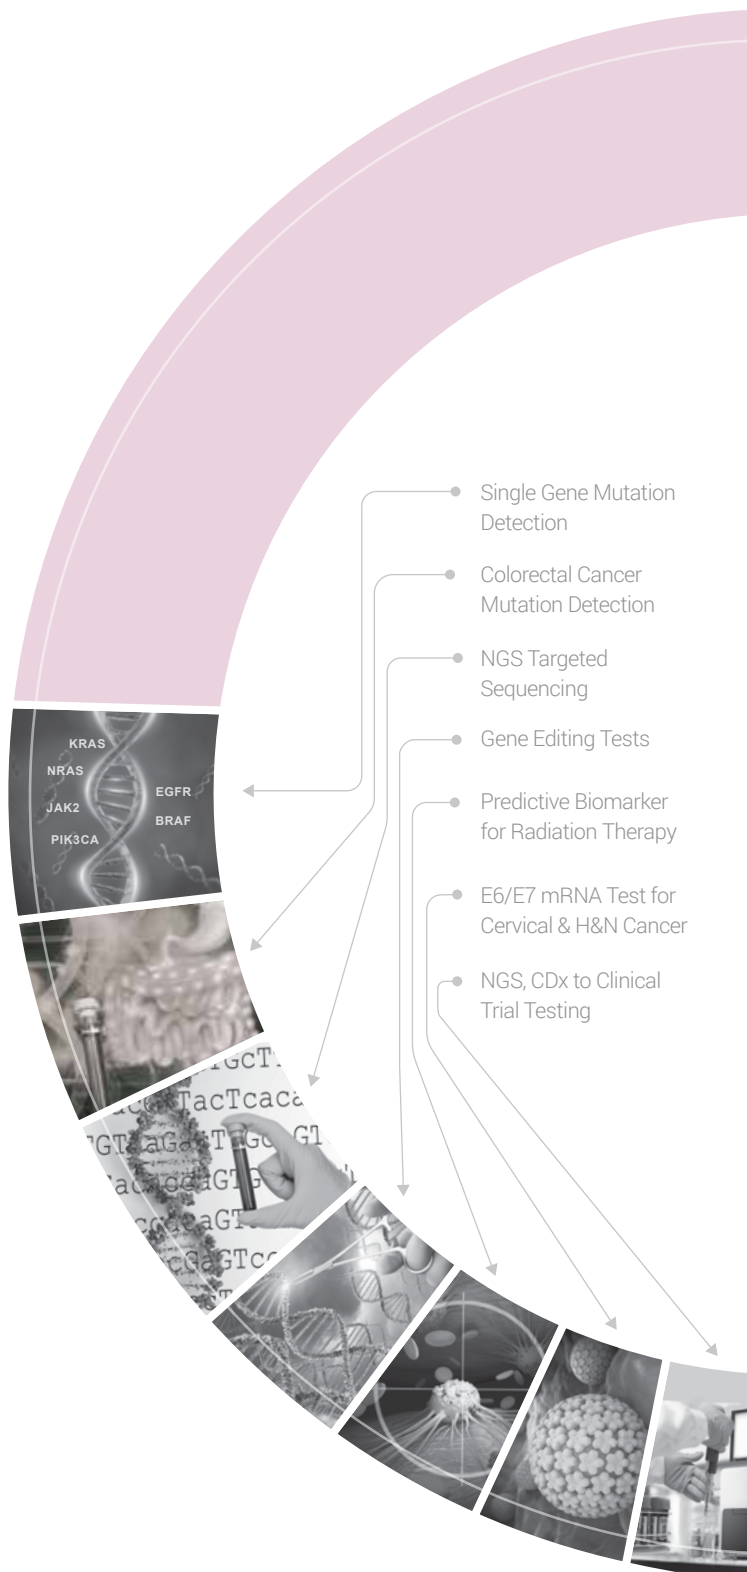 Single Gene Mutation
Detection
Colorectal Cancer
Mutation Detection
NGS Targeted
Sequencing
Gene Editing Tests
Predictive Biomarker
for Radiation Therapy
E6/E7 mRNA Test for
Cervical & H&N Cancer
NGS, CDx to Clinical
Trial Testing
KRAS
NRAS
EGFR
JAK2
BRAF
PIK3CA
TacTcaca